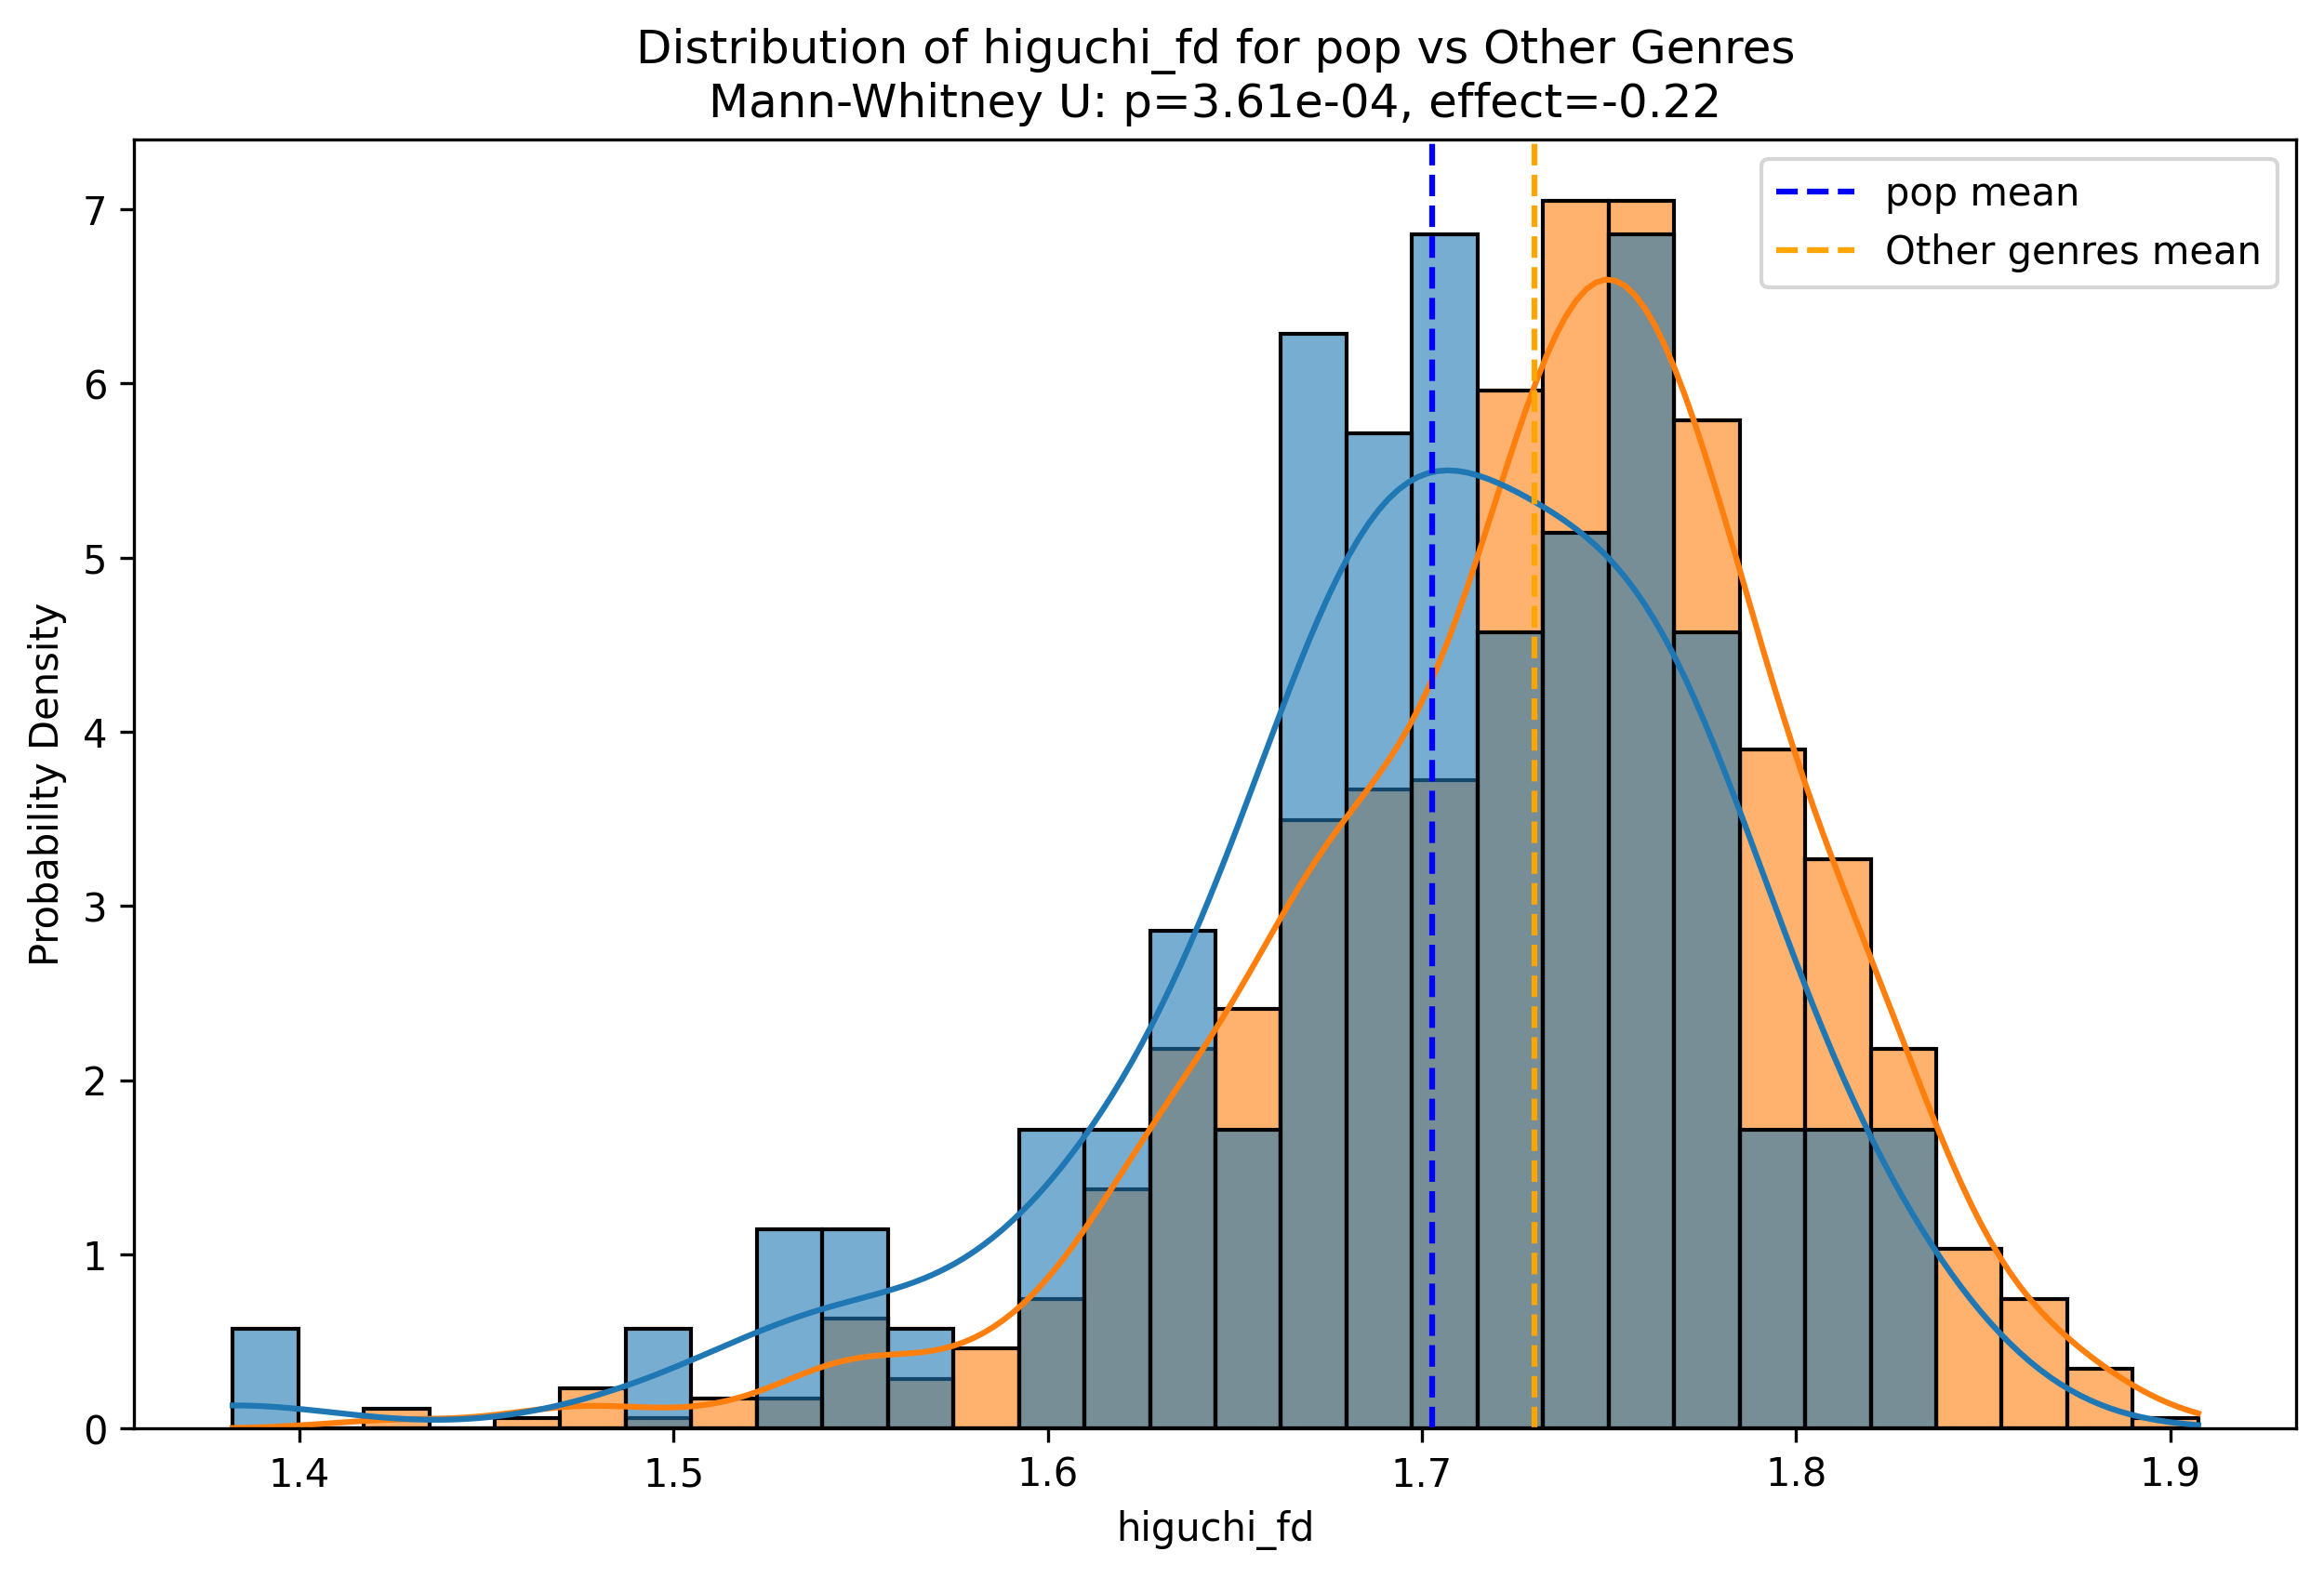 Distribution of higuchi_fd for pop vs Other Genres
Mann-Whitney U: p=3.61e-04, effect=-0.22
pop mean
Other genres mean
Probability Density
7
6
5
4
3
2
1
0
1.4 1.5 1.6 1.7 1.8 1.9
higuchi_fd